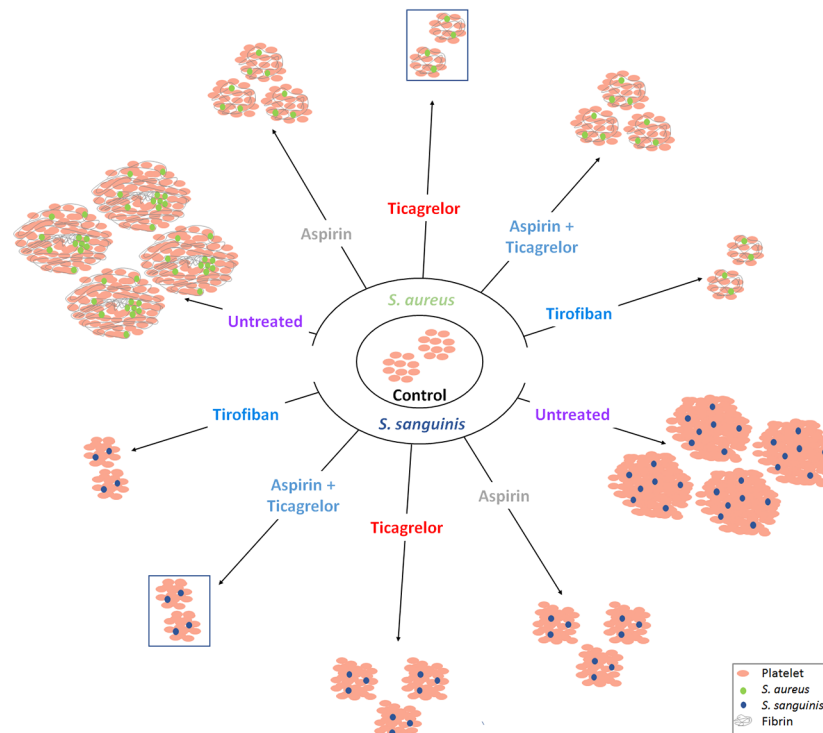 Aspirin
Ticagrelor
Aspirin +
Ticagrelor
S. aureus
Untreated
Tirofiban
Control
S. sanguinis
Tirofiban
Untreated
Aspirin +
Ticagrelor
Ticagrelor
Aspirin
Platelet
S. aureus
S. sanguinis
Fibrin